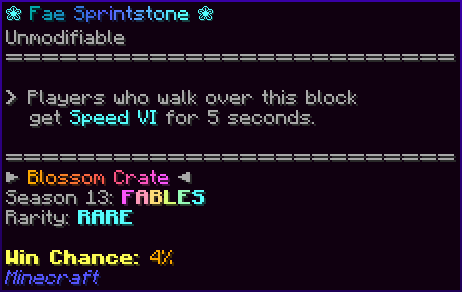 ❀ Fae Sprintstone ❀
Unmodifiable
================================
> Players who walk over this block
get Speed VI for 5 seconds.
================================
► Blossom Crate ◄
Season 13: FABLES
Rarity: RARE
Win Chance: 4%
Minecraft